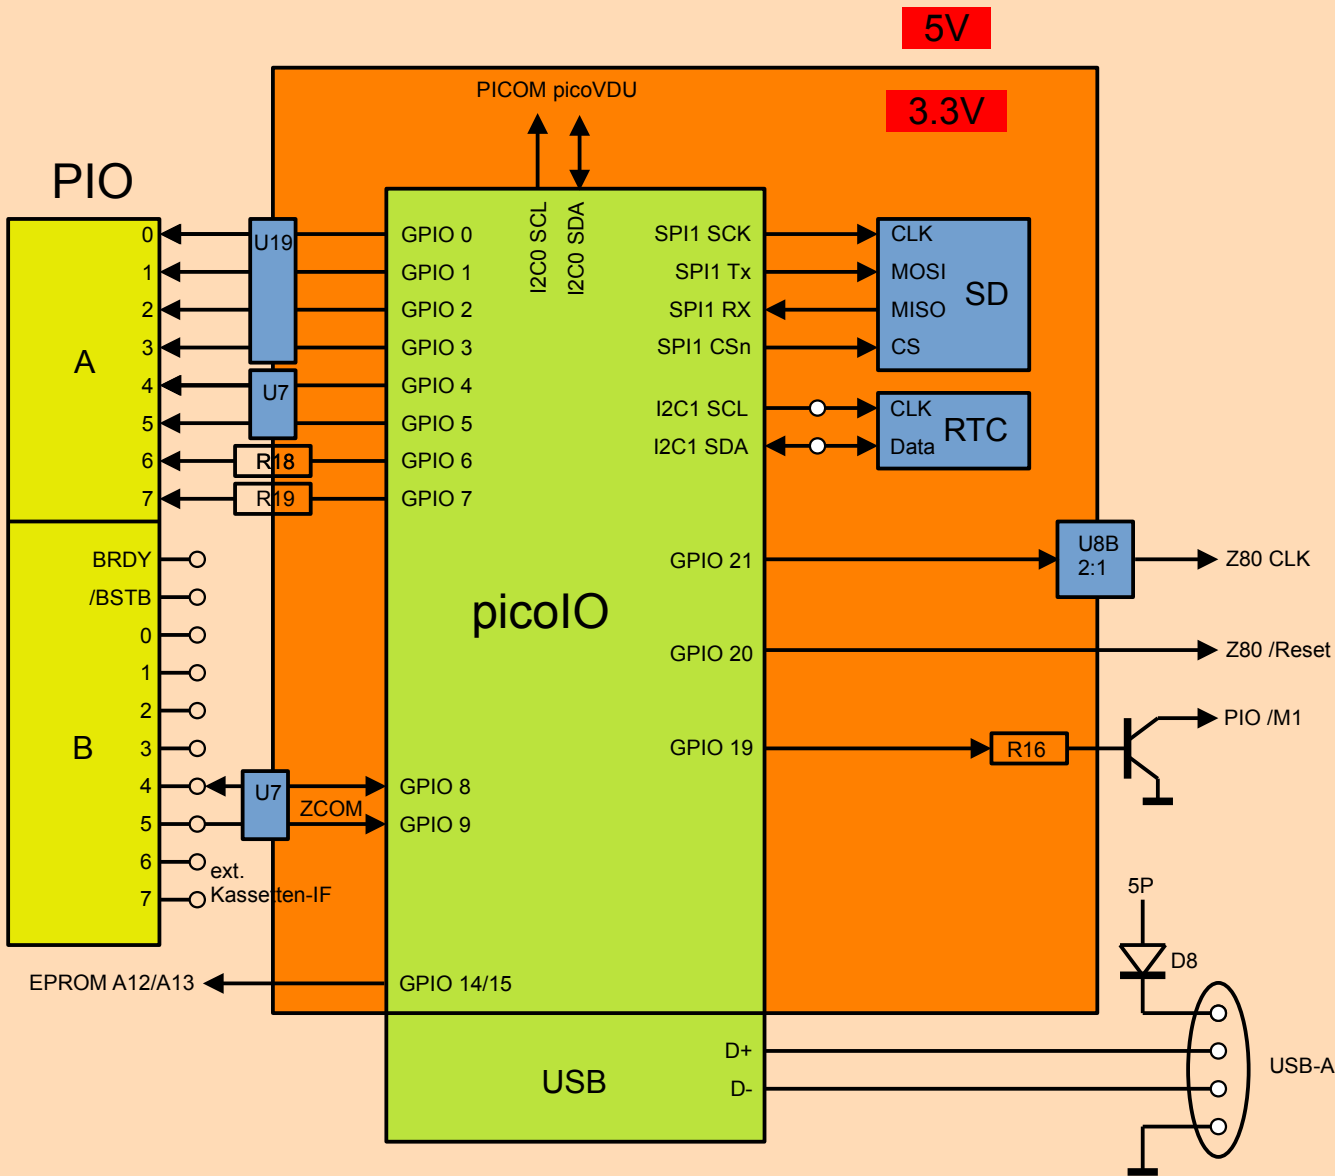 5V
3.3V
PICOM picoVDU
I2C0 SCL
I2C0 SDA
PIO
A
0
1
2
3
4
5
6
7
U19
U7
R18
R19
GPIO 0
GPIO 1
GPIO 2
GPIO 3
GPIO 4
GPIO 5
GPIO 6
GPIO 7
SPI1 SCK
SPI1 Tx
SPI1 RX
SPI1 CSn
I2C1 SCL
I2C1 SDA
CLK
MOSI
MISO
CS
SD
CLK
Data
RTC
B
BRDY
/BSTB
0
1
2
3
4
5
6
7
U7
ZCOM
ext.
Kassetten-IF
picoIO
GPIO 8
GPIO 9
GPIO 21
GPIO 20
GPIO 19
U8B
2:1
Z80 CLK
Z80 /Reset
R16
PIO /M1
EPROM A12/A13
GPIO 14/15
USB
D+
D-
5P
D8
USB-A